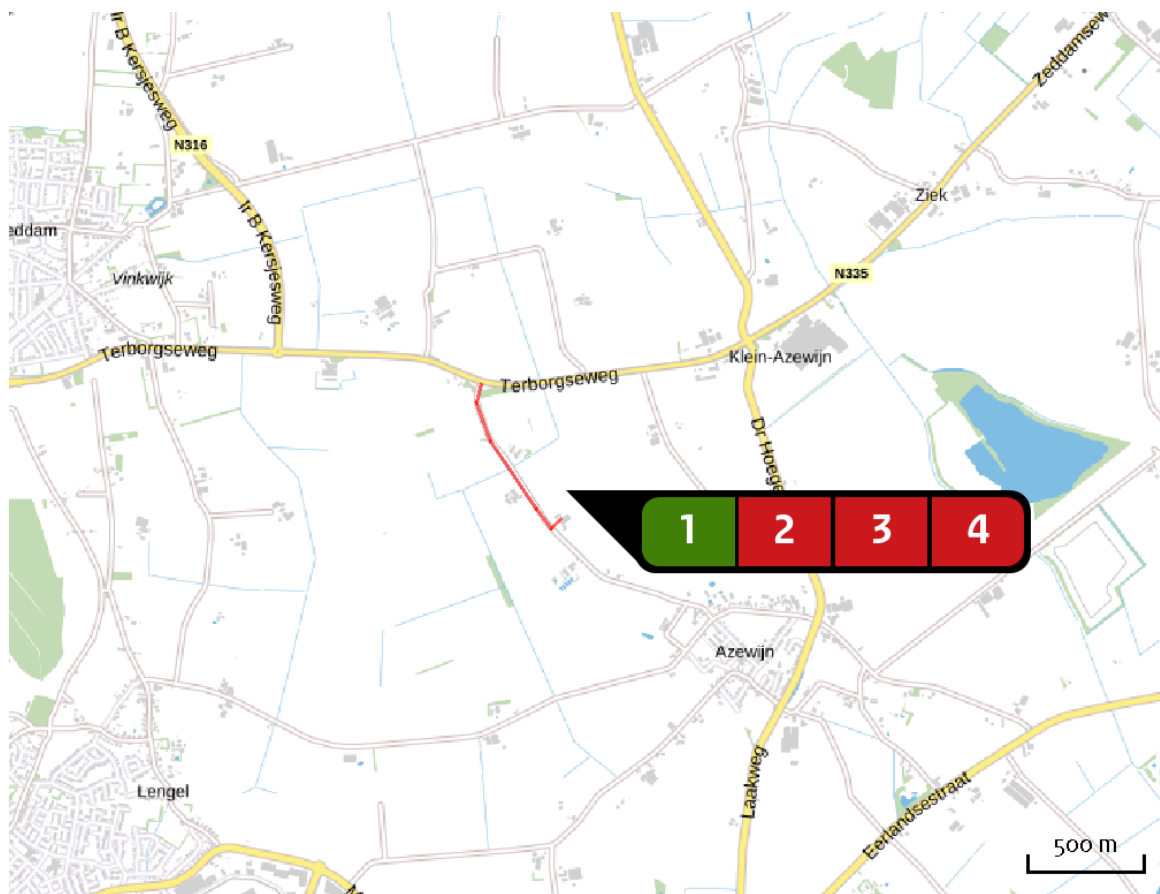 Ir B Kersjesweg
Zeddamsew
N316
Ziek
eddam
Ir B Kersjesweg
Vinkwijk
N335
Terborgseweg
Klein-Azewijn
Terborgseweg
Dr Hoege
1 2 3 4
Azewijn
Laakweg
Lengel
Eerlandsestraat
500 m